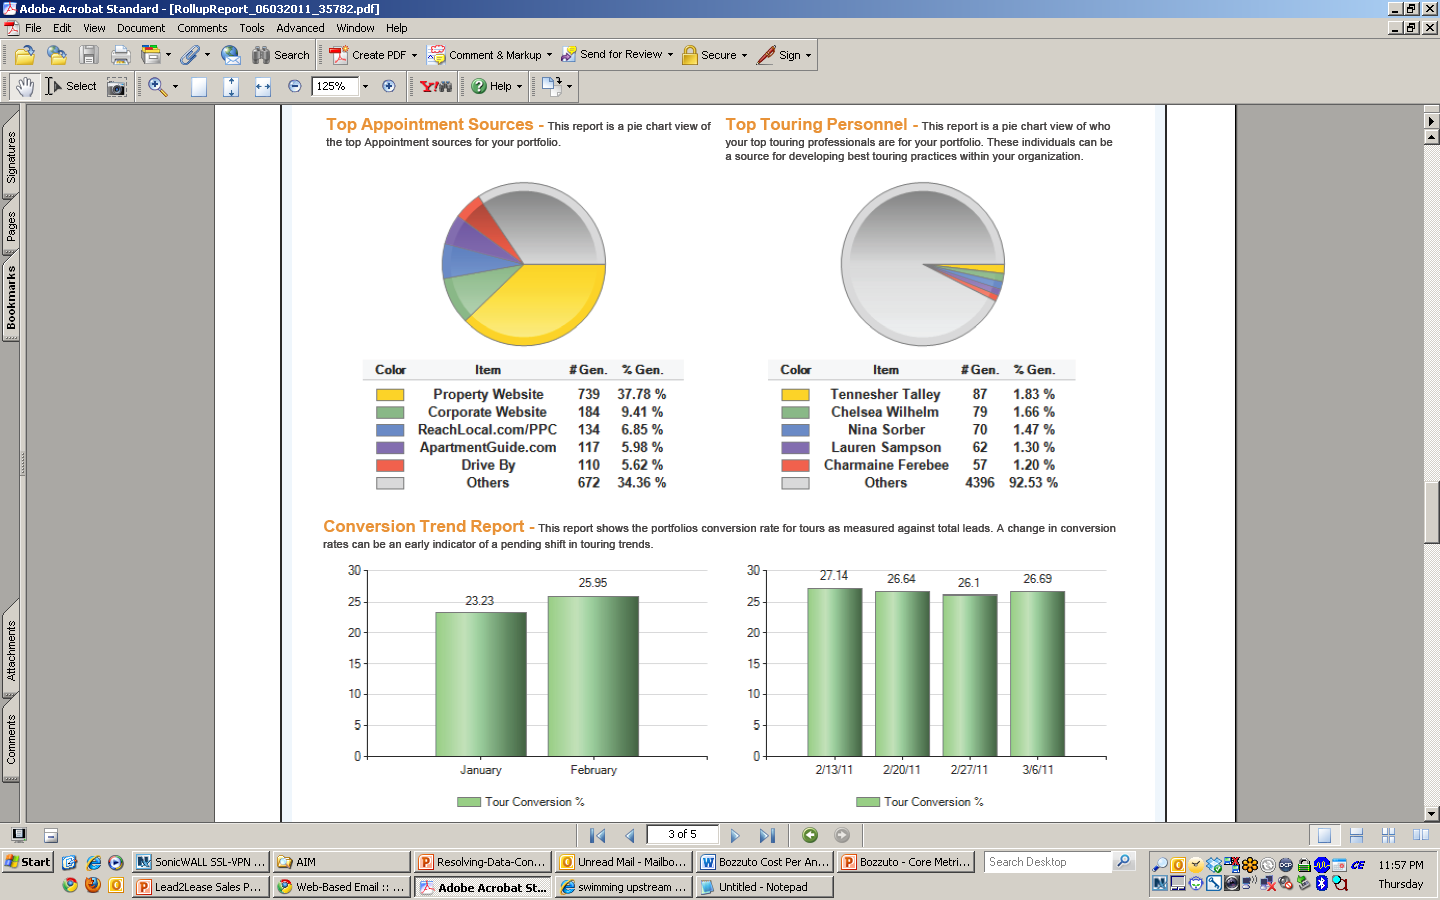 Adobe Acrobat Standard - [RollupReport_06032011_35782.pdf]
File Edit View Document Comments Tools Advanced Window Help
Search Create PDF Comment & Markup Send for Review Secure Sign
Select 125% Y! Help
Signatures
Pages
Bookmarks
Attachments
Comments
Top Appointment Sources - This report is a pie chart view of
the top Appointment sources for your portfolio.
Top Touring Personnel - This report is a pie chart view of who
your top touring professionals are for your portfolio. These individuals can be
a source for developing best touring practices within your organization.
Color Item # Gen. % Gen.
Property Website 739 37.78 %
Corporate Website 184 9.41 %
ReachLocal.com/PPC 134 6.85 %
ApartmentGuide.com 117 5.98 %
Drive By 110 5.62 %
Others 672 34.36 %
Color Item # Gen. % Gen.
Tennesher Talley 87 1.83 %
Chelsea Wilhelm 79 1.66 %
Nina Sorber 70 1.47 %
Lauren Sampson 62 1.30 %
Charmaine Ferebee 57 1.20 %
Others 4396 92.53 %
Conversion Trend Report - This report shows the portfolios conversion rate for tours as measured against total leads. A change in conversion
rates can be an early indicator of a pending shift in touring trends.
30
25
20
15
10
5
0
23.23
25.95
January February
Tour Conversion %
30
25
20
15
10
5
0
27.14
26.64
26.1
26.69
2/13/11 2/20/11 2/27/11 3/6/11
Tour Conversion %
3 of 5
Start SonicWALL SSL-VPN ... AIM Resolving-Data-Con... Unread Mail - Mailbo... Bozzuto Cost Per An... Bozzuto - Core Metri... Search Desktop 11:57 PM
Lead2Lease Sales P... Web-Based Email :: ... Adobe Acrobat St... swimming upstream ... Untitled - Notepad Thursday